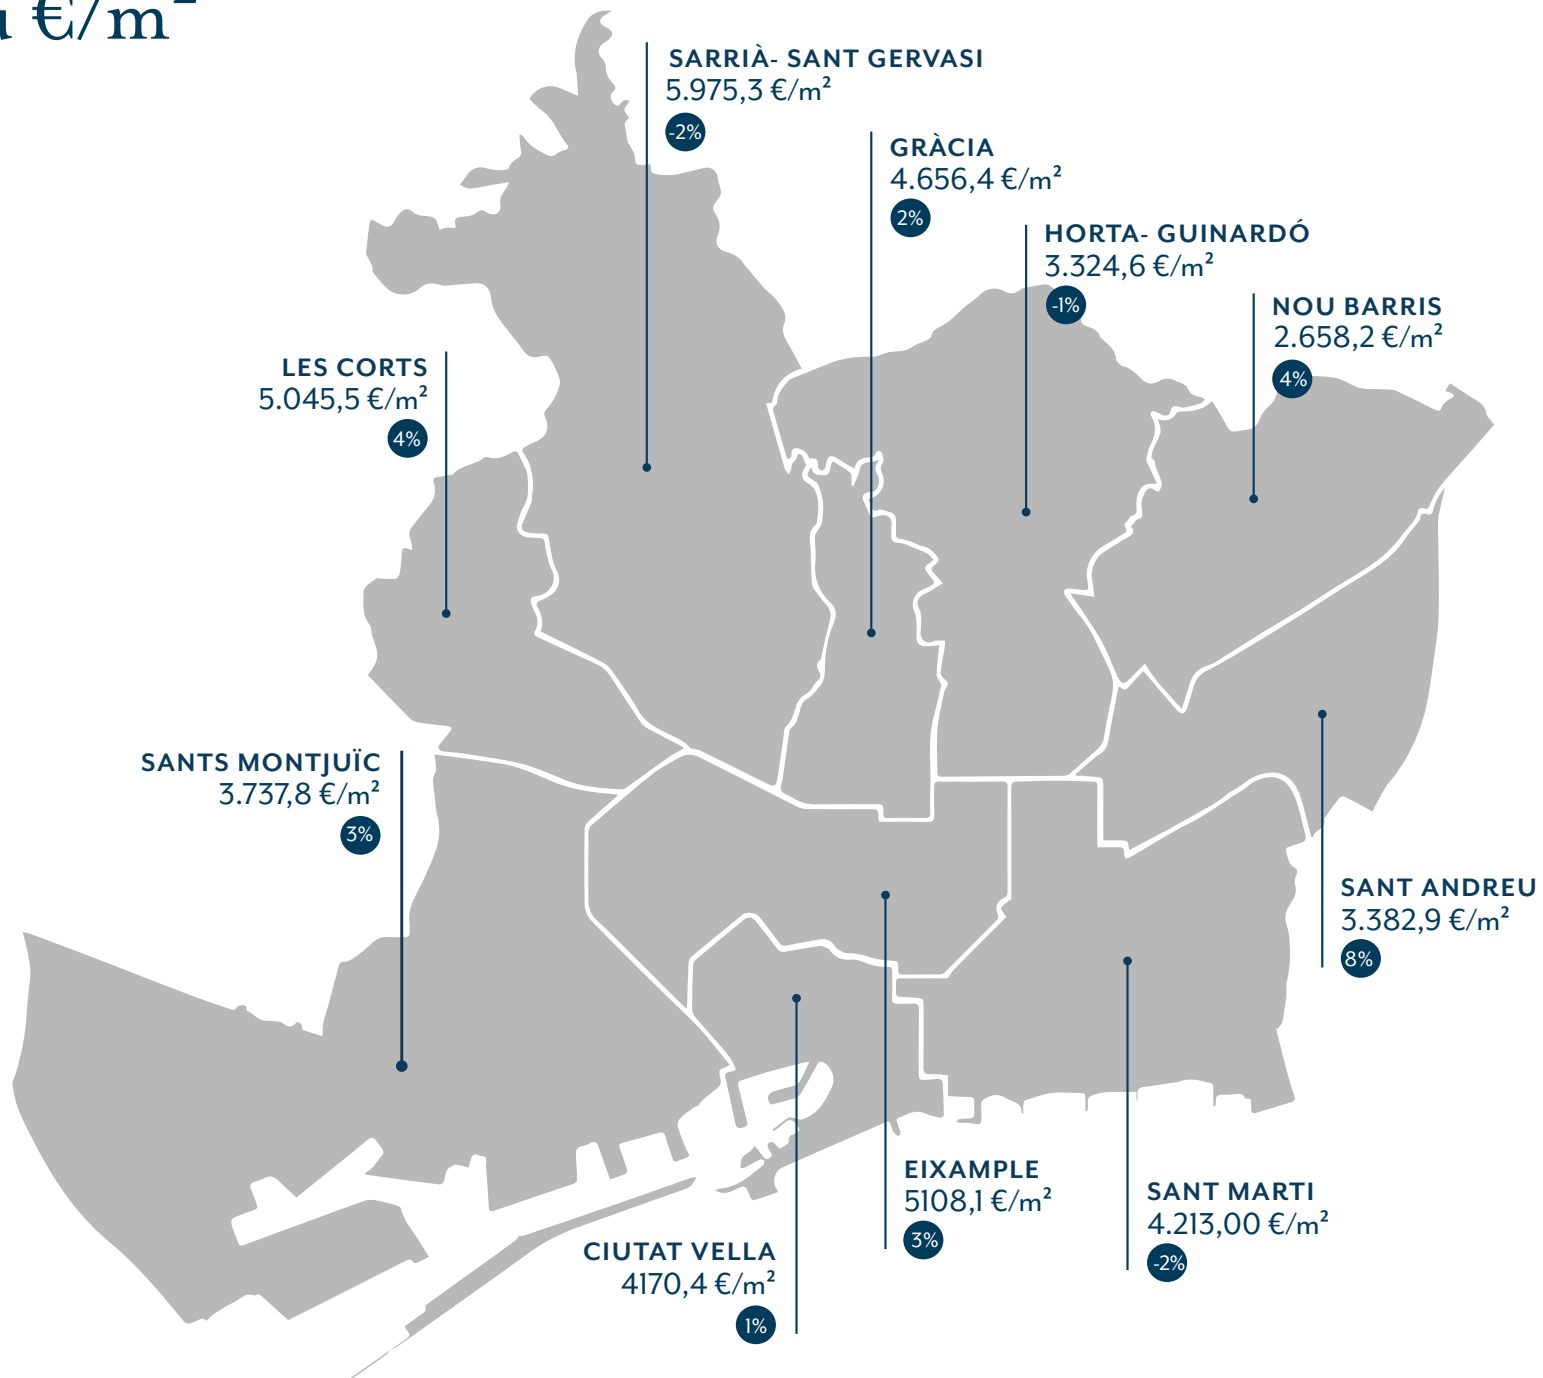 €/m²
SARRIÀ- SANT GERVASI
5.975,3 €/m²
-2%
GRÀCIA
4.656,4 €/m²
2%
HORTA- GUINARDÓ
3.324,6 €/m²
-1%
NOU BARRIS
2.658,2 €/m²
4%
LES CORTS
5.045,5 €/m²
4%
SANTS MONTJUÏC
3.737,8 €/m²
3%
SANT ANDREU
3.382,9 €/m²
8%
EIXAMPLE
5108,1 €/m²
3%
SANT MARTI
4.213,00 €/m²
-2%
CIUTAT VELLA
4170,4 €/m²
1%